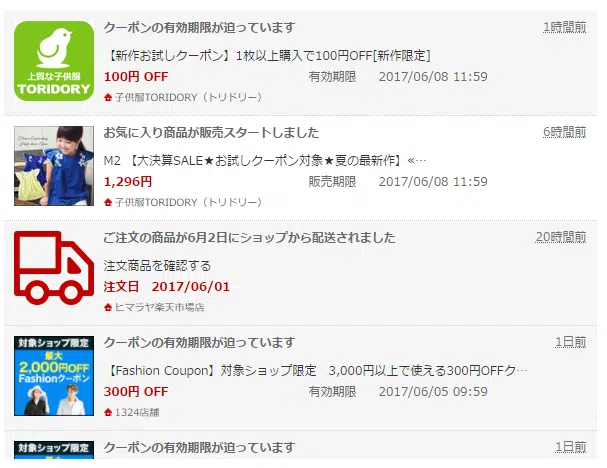 クーポンの有効期限が迫っています
1時間前
上質な子供服
TORIDORY
【新作お試しクーポン】1枚以上購入で100円OFF[新作限定]
100円 OFF
有効期限 2017/06/08 11:59
子供服TORIDORY（トリドリー）
お気に入り商品が販売スタートしました
6時間前
M2 【大決算SALE★お試しクーポン対象★夏の最新作】«…
1,296円
販売期限 2017/06/08 11:59
子供服TORIDORY（トリドリー）
ご注文の商品が6月2日にショップから配送されました
20時間前
注文商品を確認する
注文日 2017/06/01
ヒマラヤ楽天市場店
クーポンの有効期限が迫っています
1日前
対象ショップ限定
最大
2,000円OFF
Fashionクーポン
【Fashion Coupon】対象ショップ限定 3,000円以上で使える300円OFFク…
300円 OFF
有効期限 2017/06/05 09:59
1324店舗
クーポンの有効期限が迫っています
1日前
対象ショップ限定